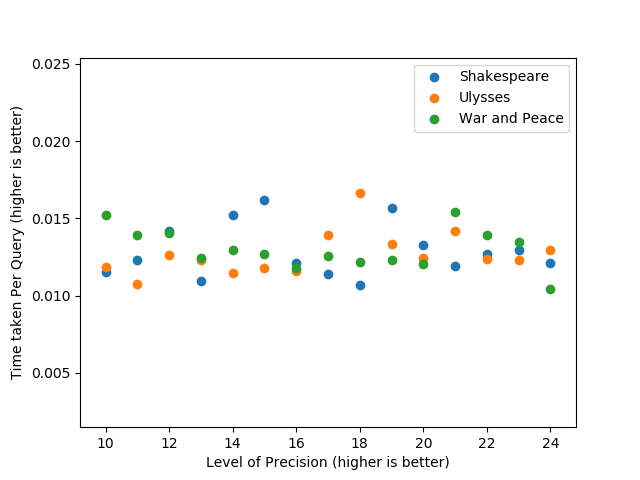 0.025
0.020
0.015
0.010
0.005
Time taken Per Query (higher is better)
Shakespeare
Ulysses
War and Peace
10 12 14 16 18 20 22 24
Level of Precision (higher is better)